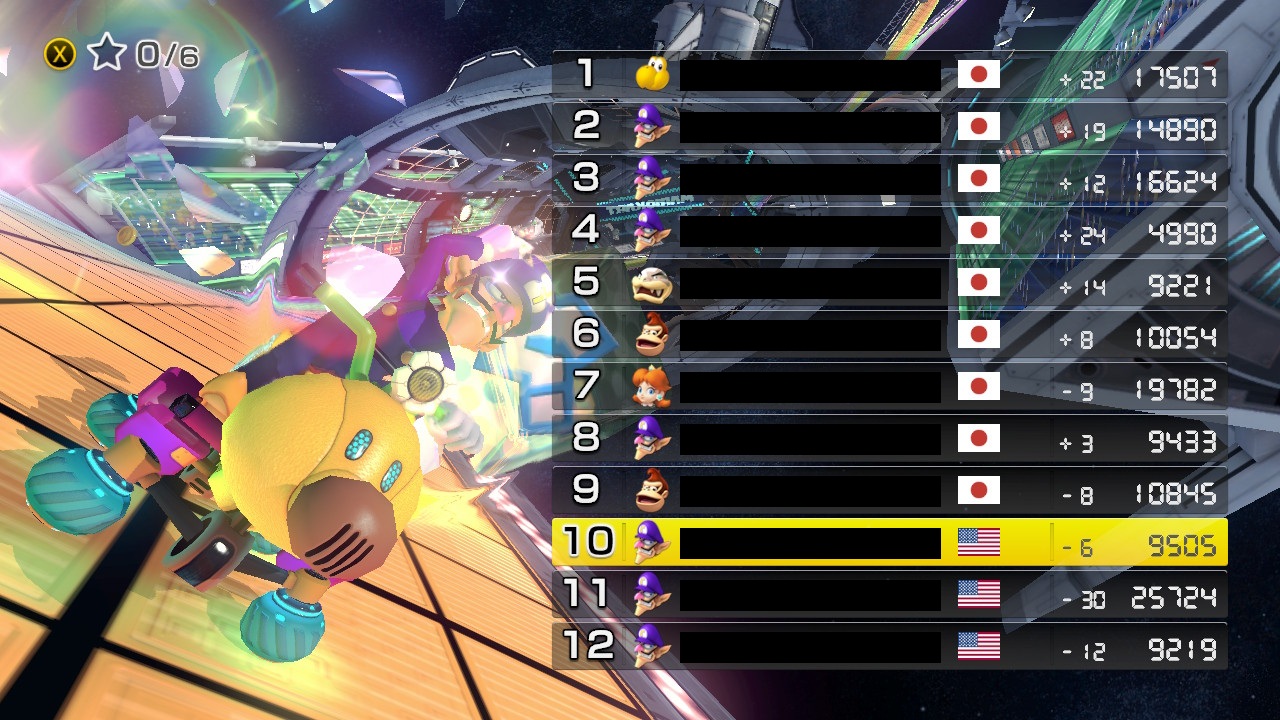 X 0/6
1 + 22 17507
2 + 19 14890
3 + 12 16624
4 + 24 4990
5 + 14 9221
6 + 8 10054
7 - 9 19782
8 + 3 9433
9 - 8 10845
10 - 6 9505
11 - 30 25724
12 - 12 9219